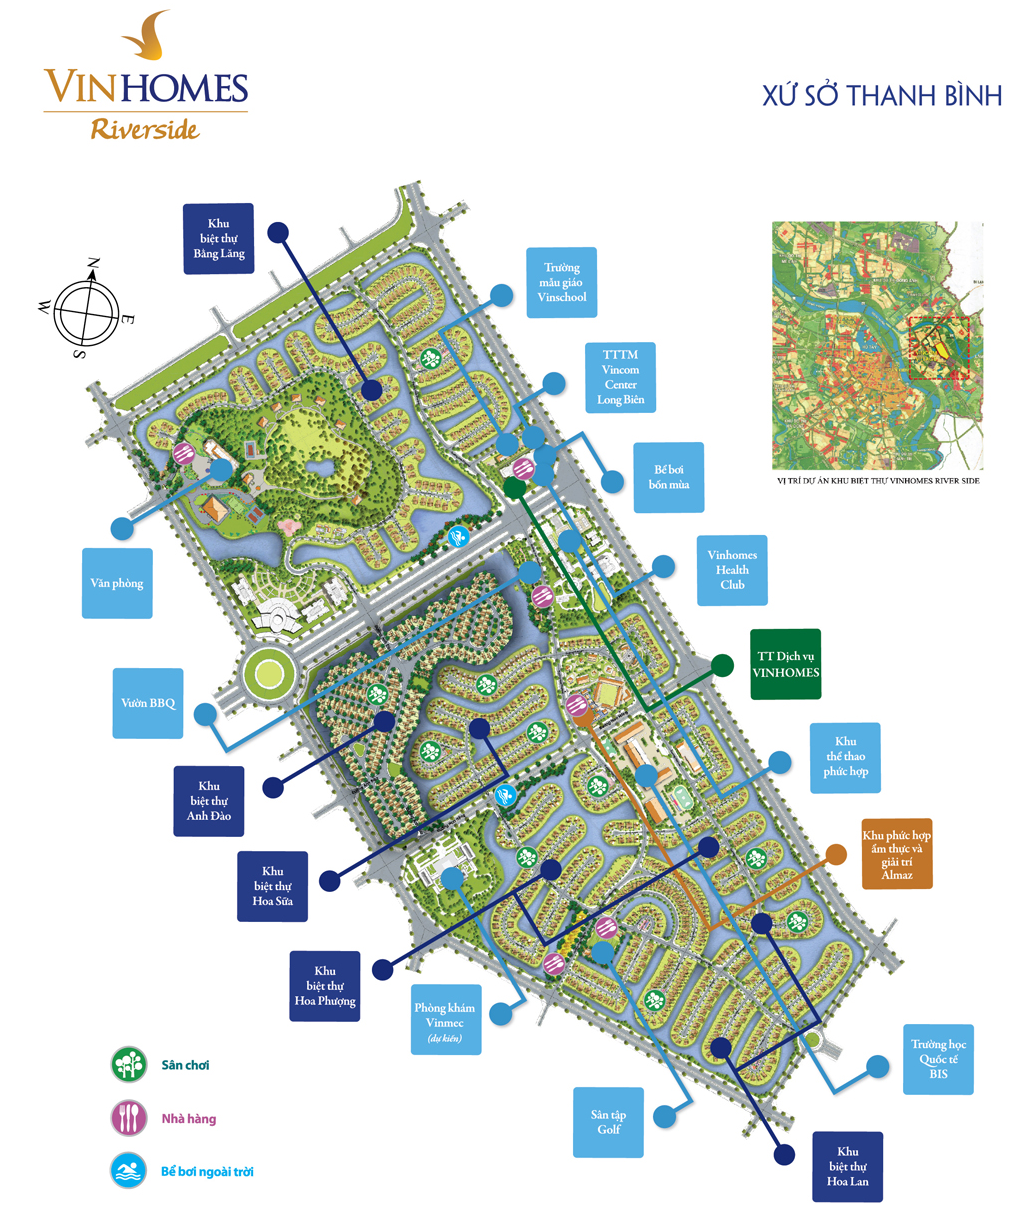 VINHOMES
Riverside
XỨ SỞ THANH BÌNH
Khu
biệt thự
Bằng Lăng
N
W
E
S
Trường
mẫu giáo
Vinschool
TTTM
Vincom
Center
Long Biên
Bể bơi
bốn mùa
VỊ TRÍ DỰ ÁN KHU BIỆT THỰ VINHOMES RIVER SIDE
Văn phòng
Vinhomes
Health
Club
TT Dịch vụ
VINHOMES
Vườn BBQ
Khu
thể thao
phức hợp
Khu
biệt thự
Anh Đào
Khu phức hợp
ẩm thực và
giải trí
Almaz
Khu
biệt thự
Hoa Sữa
Khu
biệt thự
Hoa Phượng
Phòng khám
Vinmec
(dự kiến)
Trường học
Quốc tế
BIS
Sân tập
Golf
Khu
biệt thự
Hoa Lan
Sân chơi
Nhà hàng
Bể bơi ngoài trời